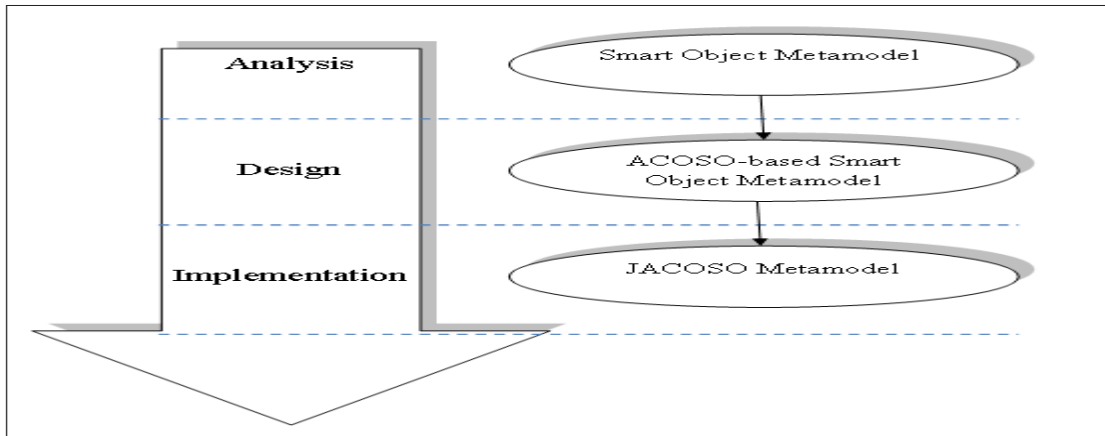 Analysis
Smart Object Metamodel
Design
ACOSO-based Smart
Object Metamodel
Implementation
JACOSO Metamodel